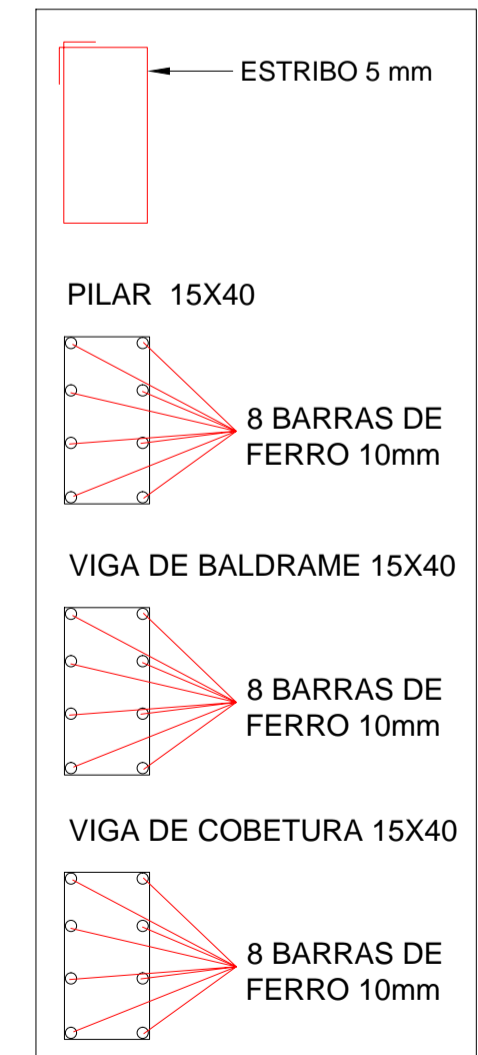 ESTRIBO 5 mm
PILAR 15X40
8 BARRAS DE
FERRO 10mm
VIGA DE BALDRAME 15X40
8 BARRAS DE
FERRO 10mm
VIGA DE COBETURA 15X40
8 BARRAS DE
FERRO 10mm